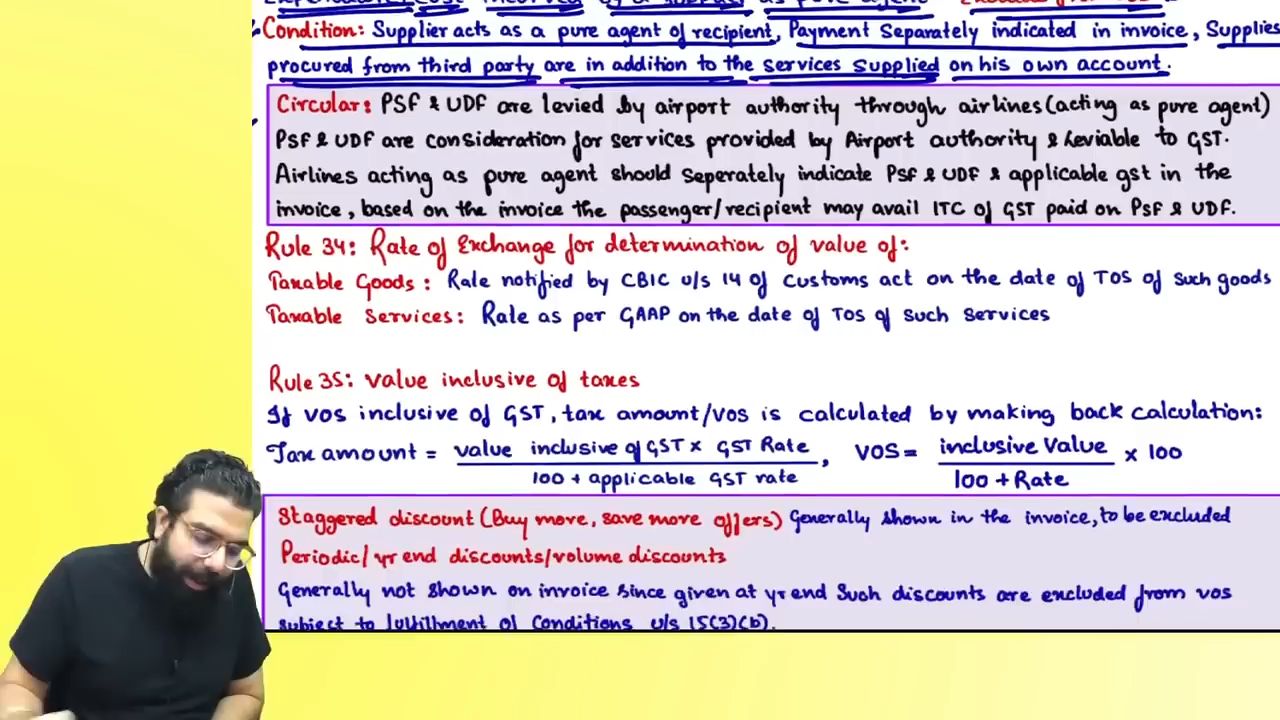 Expenditure/cost incurred by a supplier as pure agent
Condition: Supplier acts as a pure agent of recipient, Payment Separately indicated in invoice, Supplies
procured from third party are in addition to the services supplied on his own account.
Circular: PSF & UDF are levied by airport authority through airlines (acting as pure agent)
PSF & UDF are consideration for services provided by Airport authority & Leviable to GST.
Airlines acting as pure agent should seperately indicate PSF & UDF & applicable gst in the
invoice, based on the invoice the passenger/recipient may avail ITC of GST paid on PSF & UDF.
Rule 34: Rate of Exchange for determination of value of:
Taxable Goods: Rate notified by CBIC u/s 14 of Customs act on the date of TOS of such goods
Taxable Services: Rate as per GAAP on the date of TOS of such services
Rule 35: value inclusive of taxes
If vos inclusive of GST, tax amount/vos is calculated by making back calculation:
Tax amount = value inclusive of GST x GST Rate / 100 + applicable GST rate, VOS = inclusive Value / 100 + Rate x 100
Staggered discount (Buy more, save more offers) Generally shown in the invoice, to be excluded
Periodic/yr end discounts/volume discounts
Generally not shown on invoice since given at yr end Such discounts are excluded from vos
subject to fulfillment of Conditions u/s 15(3)(b).